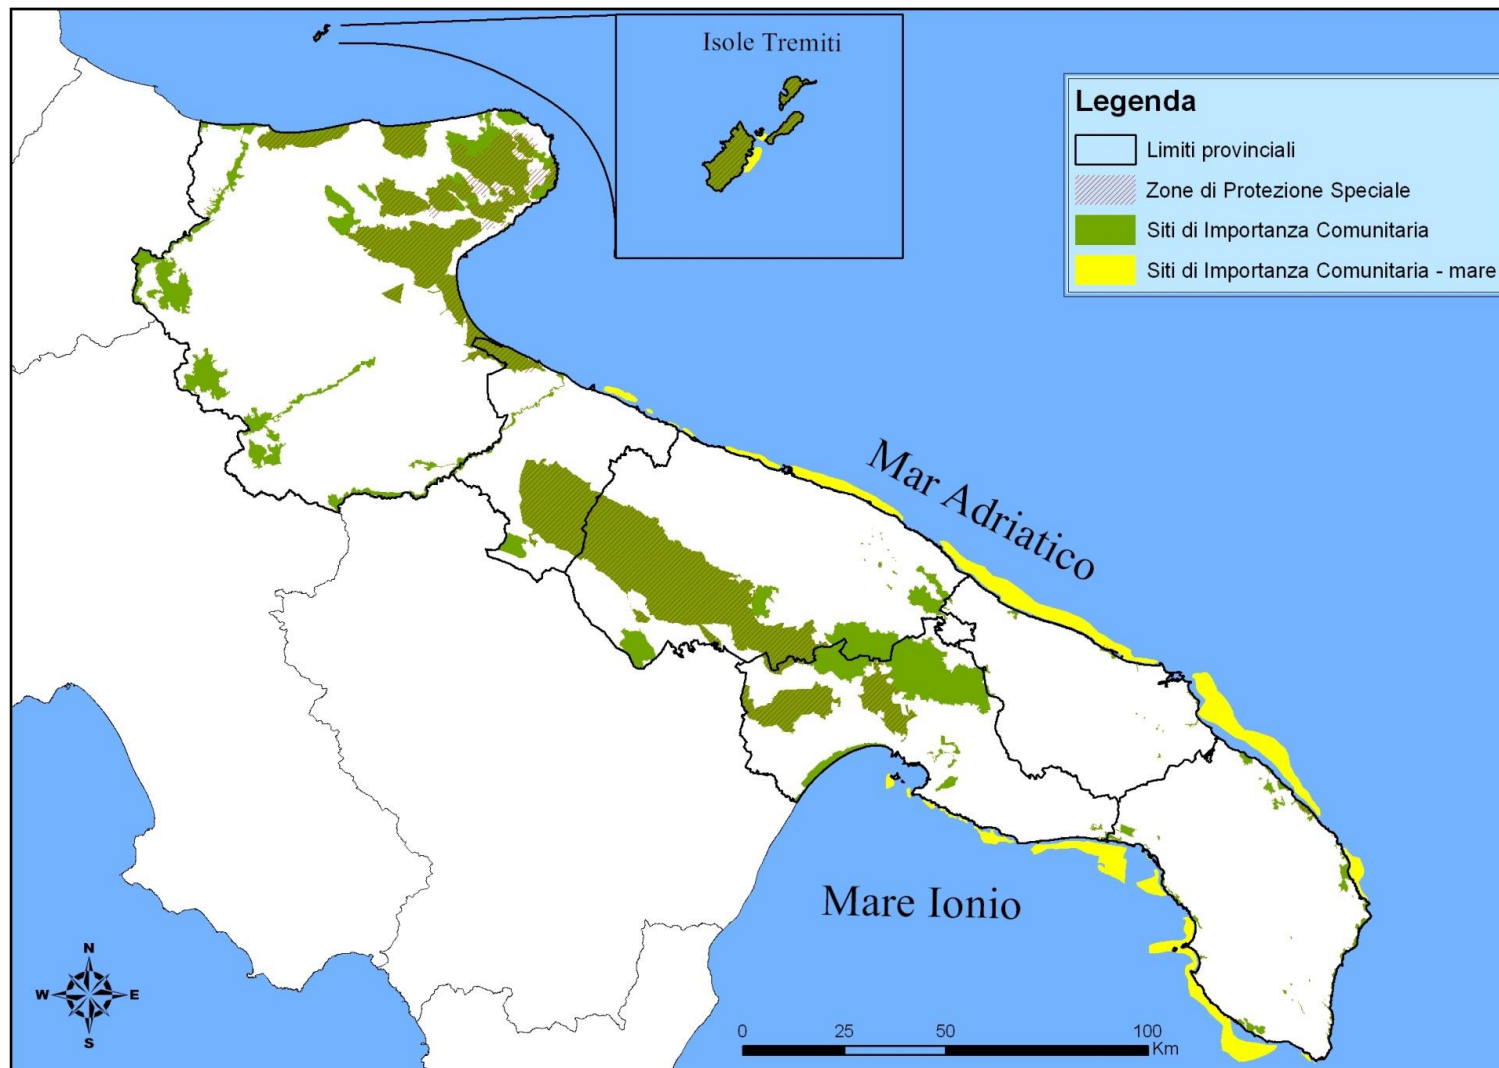 Isole Tremiti
Legenda
Limiti provinciali
Zone di Protezione Speciale
Siti di Importanza Comunitaria
Siti di Importanza Comunitaria - mare
Mar Adriatico
Mare Ionio
N
W E
S
0 25 50 100
Km